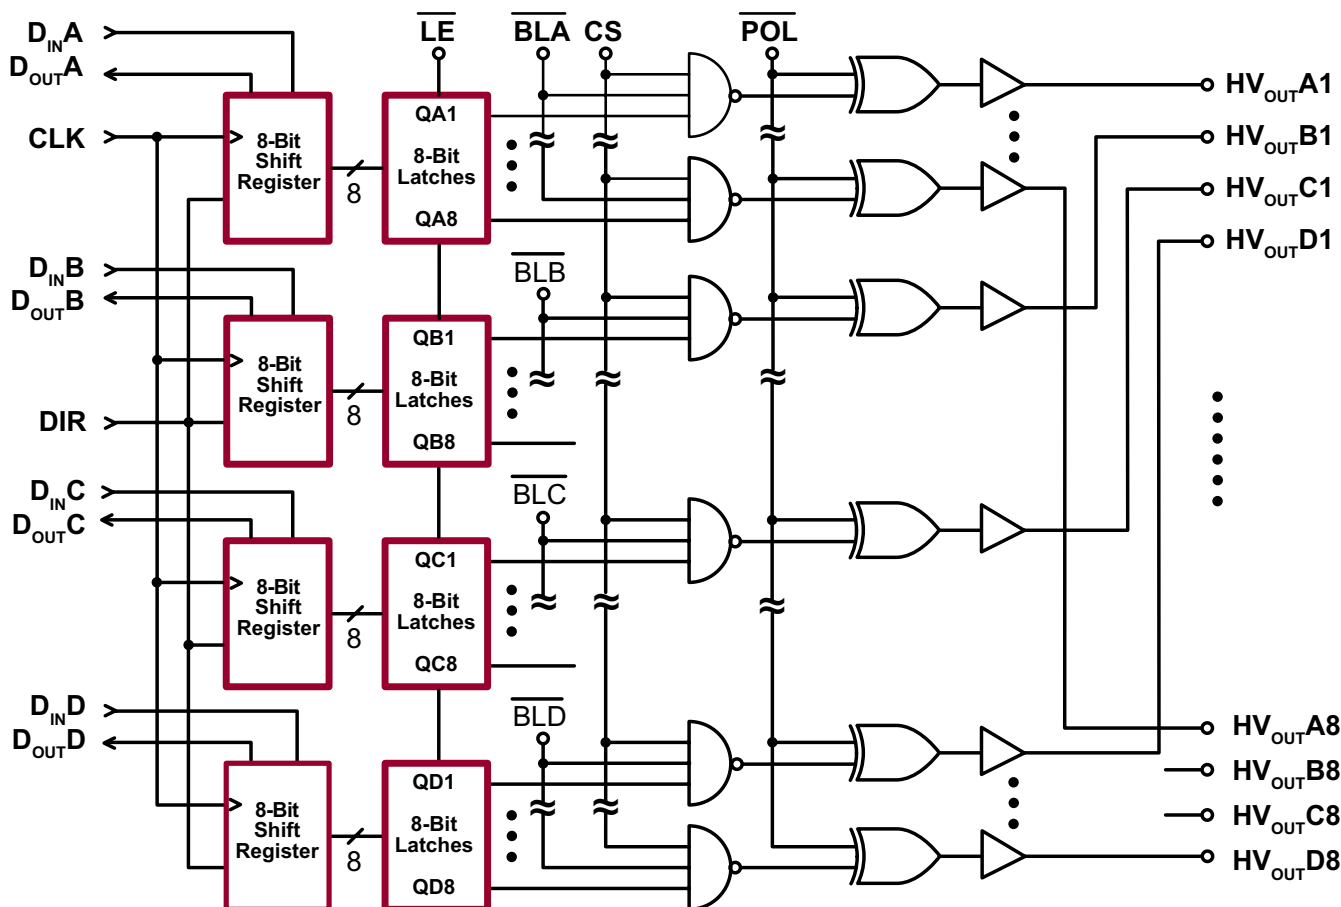 DINA
DOUTA
CLK
DINB
DOUTB
DIR
DINC
DOUTC
DIND
DOUTD
8-Bit
Shift
Register
8
8-Bit
Shift
Register
8
8-Bit
Shift
Register
8
8-Bit
Shift
Register
8
LE
BLA
CS
POL
QA1
8-Bit
Latches
QA8
BLB
QB1
8-Bit
Latches
QB8
BLC
QC1
8-Bit
Latches
QC8
BLD
QD1
8-Bit
Latches
QD8
HVOUTA1
HVOUTB1
HVOUTC1
HVOUTD1
HVOUTA8
HVOUTB8
HVOUTC8
HVOUTD8